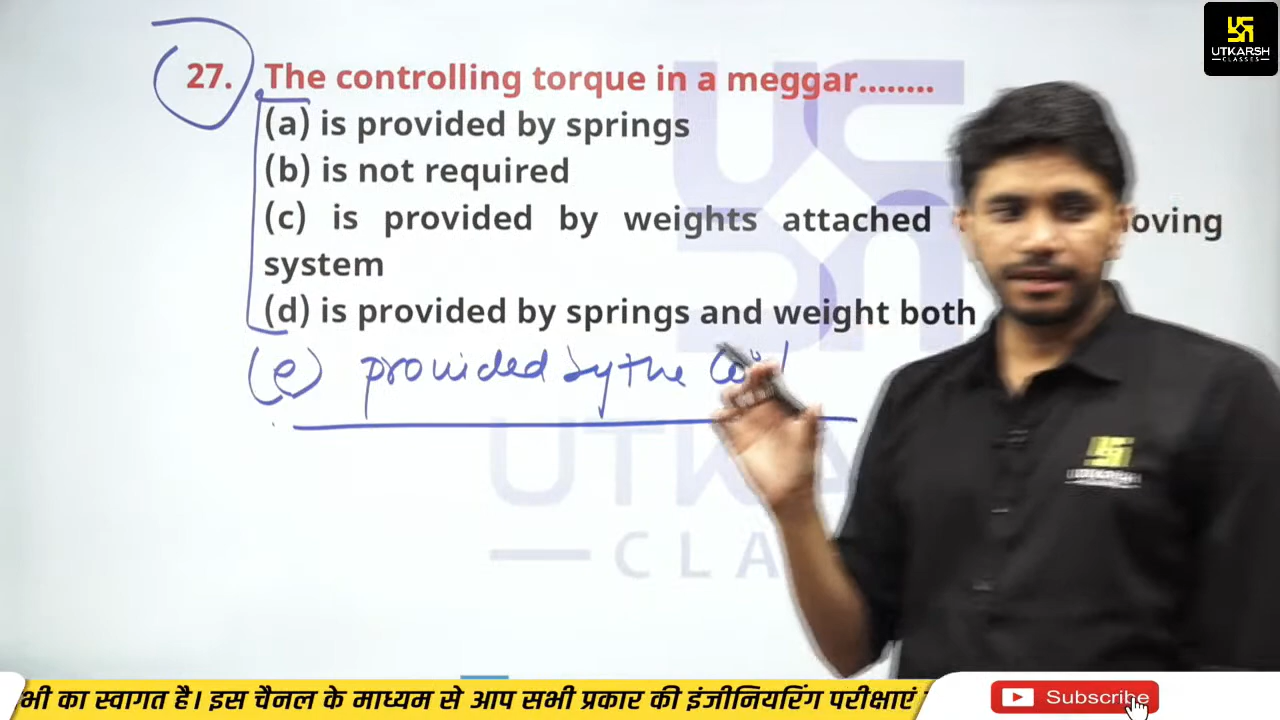 UTKARSH
CLASSES
27. The controlling torque in a meggar........
(a) is provided by springs
(b) is not required
(c) is provided by weights attached oving
system
(d) is provided by springs and weight both
(e) provided by the
UTKA
CLA
भी का स्वागत है। इस चैनल के माध्यम से आप सभी प्रकार की इंजीनियरिंग परीक्षाएं
Subscribe